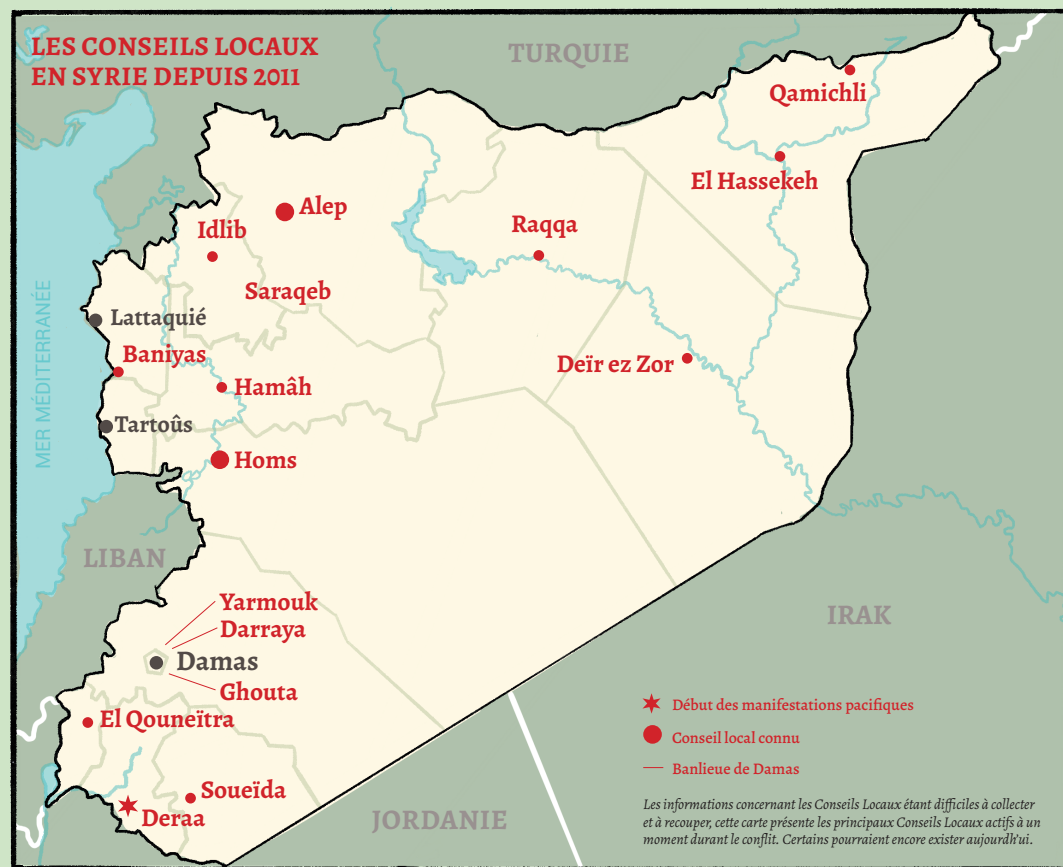 LES CONSEILS LOCAUX
EN SYRIE DEPUIS 2011
TURQUIE
Qamichli
El Hassekeh
Alep
Idlib
Raqqa
Saraqeb
MER MÉDITERRANÉE
Lattaquié
Baniyas
Deïr ez Zor
Hamâh
Tartoûs
Homs
LIBAN
Yarmouk
Darraya
IRAK
Damas
Ghouta
El Qouneïtra
Soueïda
Deraa
JORDANIE
Début des manifestations pacifiques
Conseil local connu
Banlieue de Damas
Les informations concernant les Conseils Locaux étant difficiles à collecter
et à recouper, cette carte présente les principaux Conseils Locaux actifs à un
moment durant le conflit. Certains pourraient encore exister aujourdh'ui.